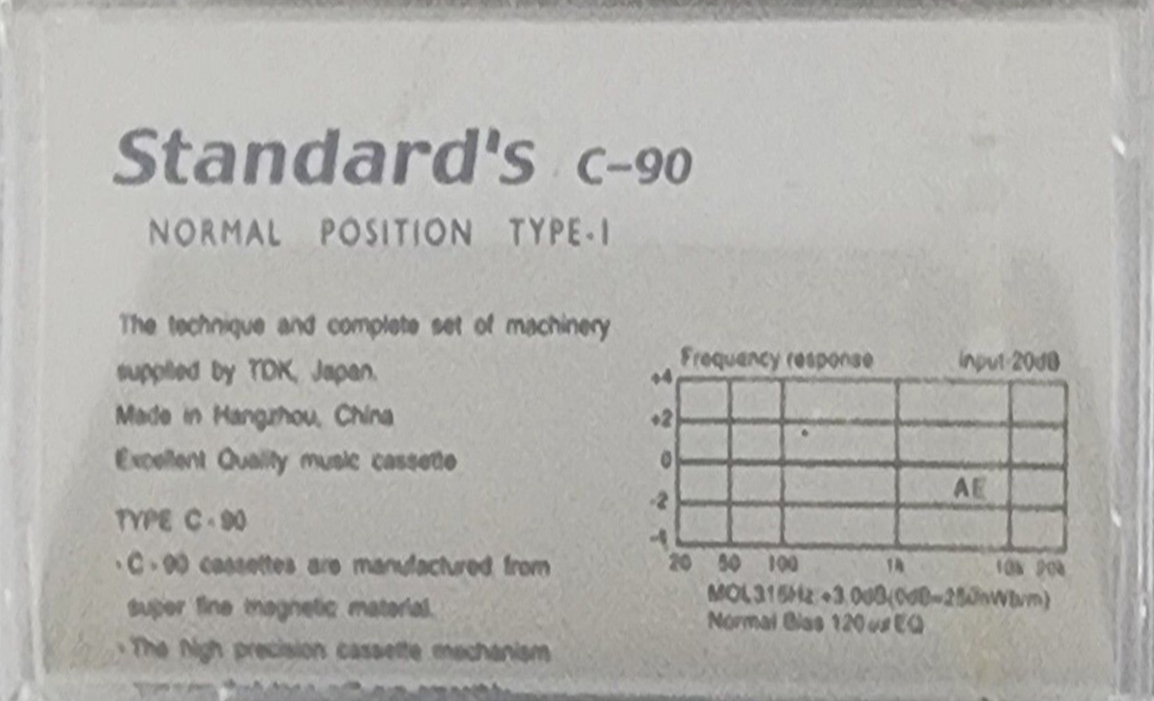 Standard's C-90
NORMAL POSITION TYPE-I
The technique and complete set of machinery
supplied by TDK, Japan.
Made in Hangzhou, China
Excellent Quality music cassette
TYPE C-90
·C-90 cassettes are manufactured from
super fine magnetic material.
·The high precision cassette mechanism
Frequency response input-20dB
+4
+2
0
-2
-4
AE
20 50 100 1k 10k 20k
MOL315Hz +3.0dB(0dB=250nWb/m)
Normal Bias 120us EQ